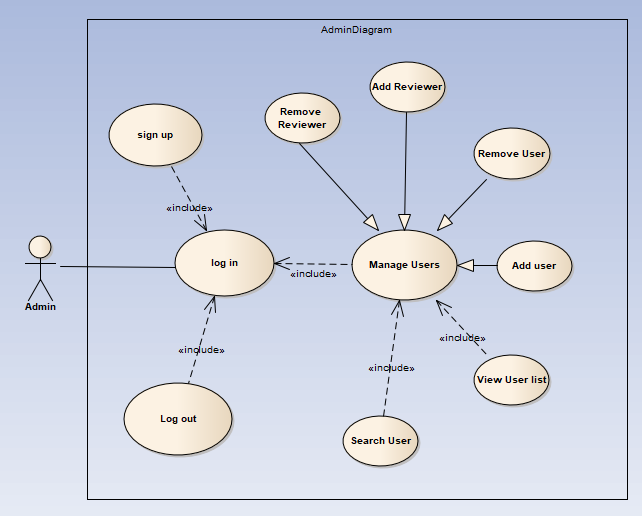 AdminDiagram
Add Reviewer
Remove
Reviewer
sign up
Remove User
«include»
log in
Manage Users
Add user
«include»
Admin
«include»
«include»
«include»
View User list
Log out
Search User